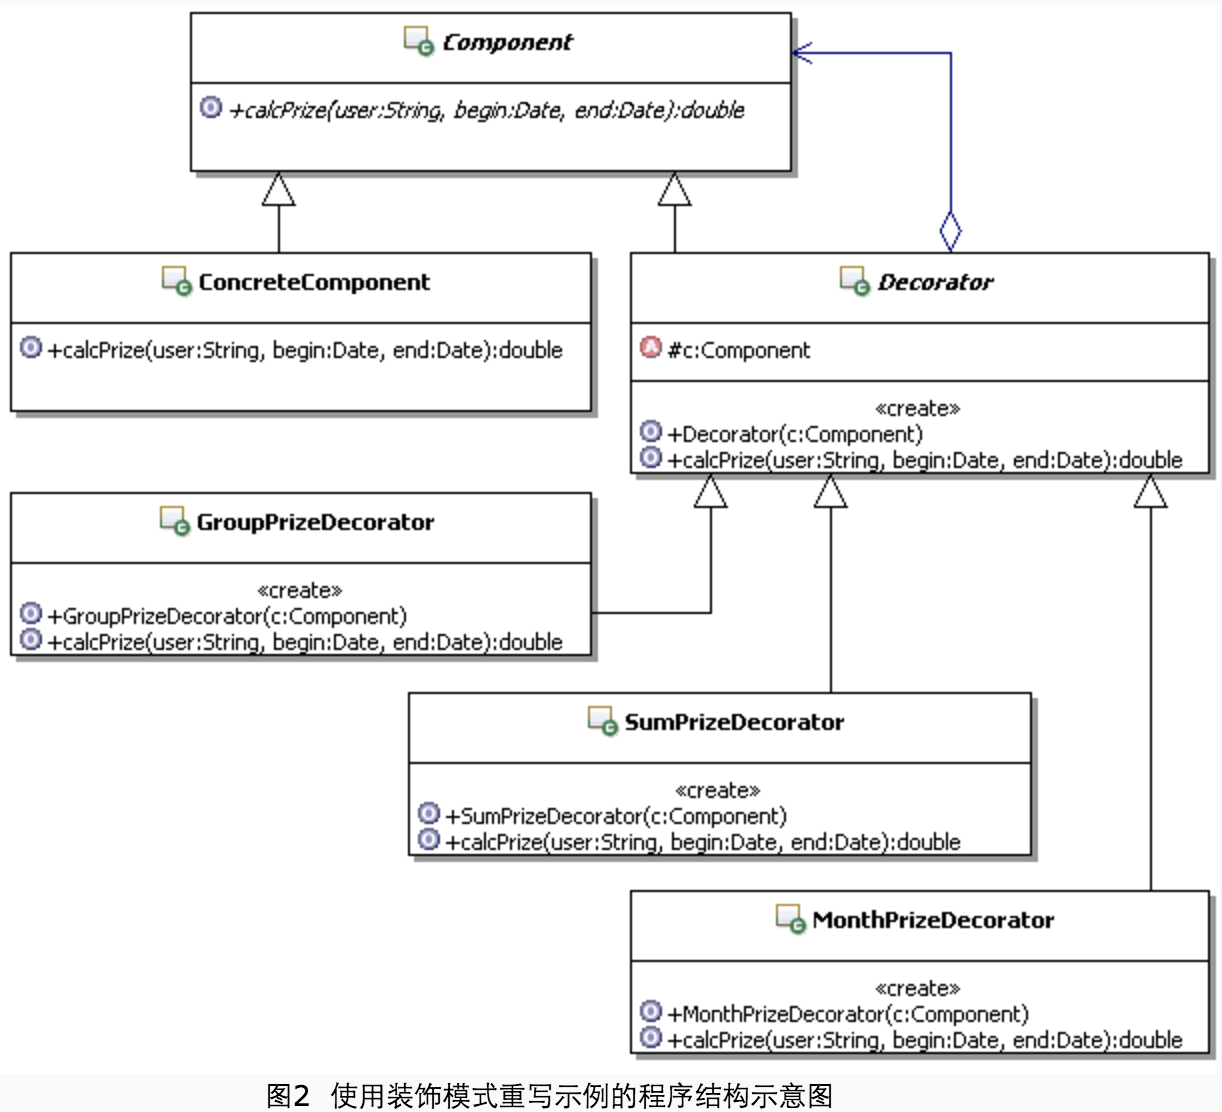 Component
+calcPrize(user:String, begin:Date, end:Date):double
ConcreteComponent
+calcPrize(user:String, begin:Date, end:Date):double
Decorator
#c:Component
«create»
+Decorator(c:Component)
+calcPrize(user:String, begin:Date, end:Date):double
GroupPrizeDecorator
«create»
+GroupPrizeDecorator(c:Component)
+calcPrize(user:String, begin:Date, end:Date):double
SumPrizeDecorator
«create»
+SumPrizeDecorator(c:Component)
+calcPrize(user:String, begin:Date, end:Date):double
MonthPrizeDecorator
«create»
+MonthPrizeDecorator(c:Component)
+calcPrize(user:String, begin:Date, end:Date):double
图2 使用装饰模式重写示例的程序结构示意图